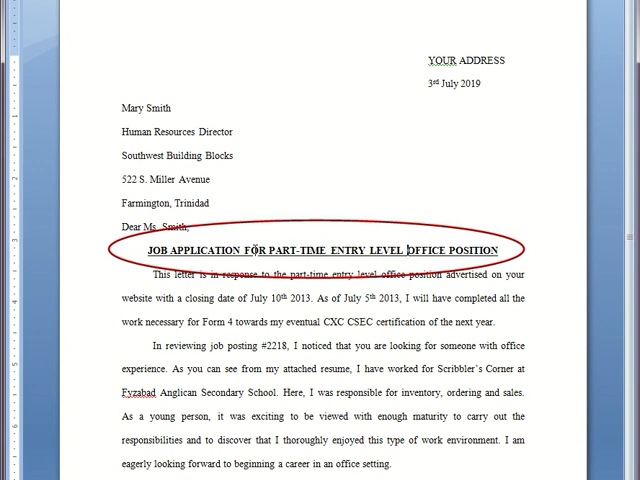 YOUR ADDRESS
3rd July 2019
Mary Smith
Human Resources Director
Southwest Building Blocks
522 S. Miller Avenue
Farmington, Trinidad
Dear Ms. Smith,
JOB APPLICATION FOR PART-TIME ENTRY LEVEL OFFICE POSITION
This letter is in response to the part-time entry level office position advertised on your
website with a closing date of July 10th 2013. As of July 5th 2013, I will have completed all the
work necessary for Form 4 towards my eventual CXC CSEC certification of the next year.
In reviewing job posting #2218, I noticed that you are looking for someone with office
experience. As you can see from my attached resume, I have worked for Scribbler's Corner at
Fyzabad Anglican Secondary School. Here, I was responsible for inventory, ordering and sales.
As a young person, it was exciting to be viewed with enough maturity to carry out the
responsibilities and to discover that I thoroughly enjoyed this type of work environment. I am
eagerly looking forward to beginning a career in an office setting.